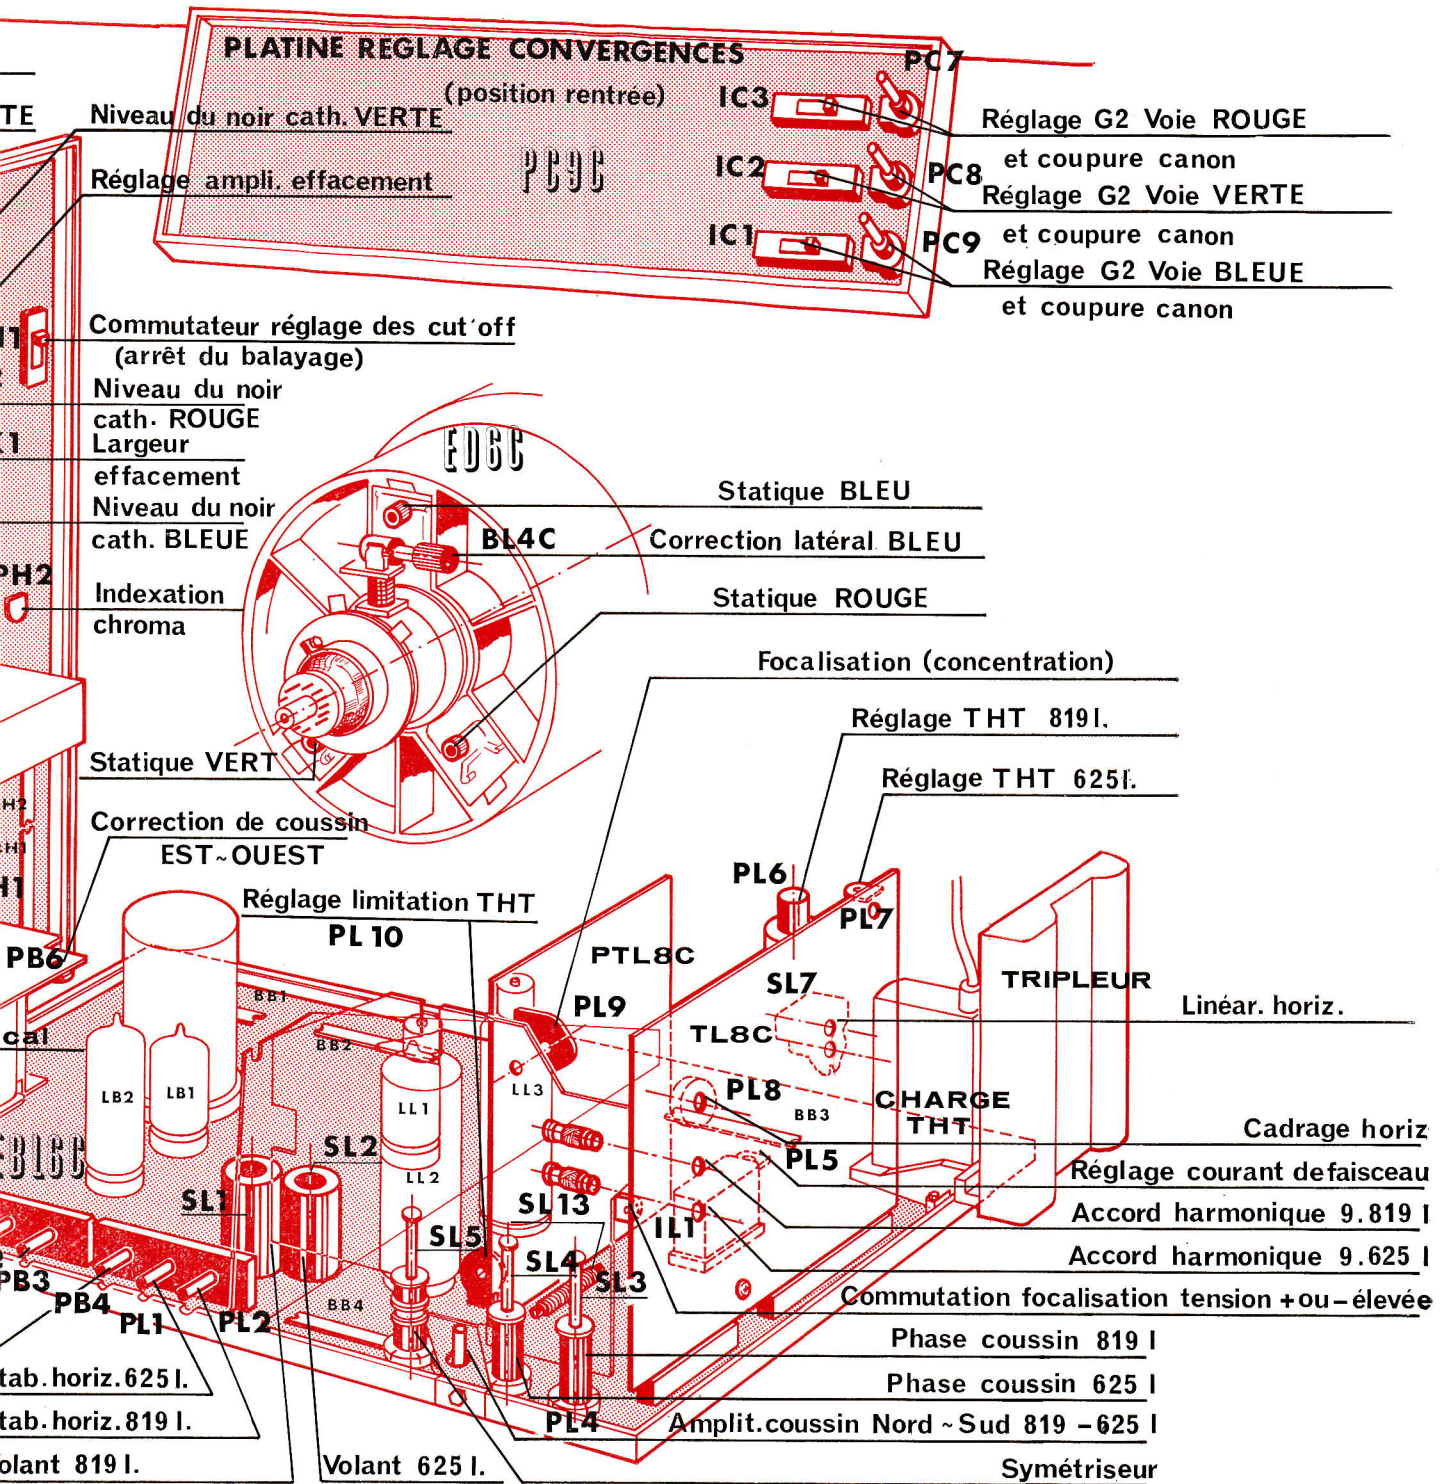 PLATINE REGLAGE CONVERGENCES
(position rentrée)
PC9C
PC7
IC3
IC2
PC8
IC1
PC9
Réglage G2 Voie ROUGE
et coupure canon
Réglage G2 Voie VERTE
et coupure canon
Réglage G2 Voie BLEUE
et coupure canon
TE
Niveau du noir cath. VERTE
Réglage ampli. effacement
Commutateur réglage des cut'off
(arrêt du balayage)
Niveau du noir
cath. ROUGE
Largeur
effacement
Niveau du noir
cath. BLEUE
PH2
Indexation
chroma
ED6C
BL4C
Statique BLEU
Correction latéral BLEU
Statique ROUGE
Statique VERT
Focalisation (concentration)
Réglage THT 819 l.
Réglage THT 625 l.
Correction de coussin
EST~OUEST
Réglage limitation THT
PL 10
PB6
H2
H1
H1
cal
BB1
BB2
LB2
LB1
LL1
LL2
LL3
PTL8C
PL9
PL6
PL7
SL7
TL8C
TRIPLEUR
Linéar. horiz.
PL8
BB3
CHARGE
THT
PL5
Cadrage horiz
Réglage courant de faisceau
Accord harmonique 9.819 l
Accord harmonique 9.625 l
Commutation focalisation tension + ou – élevée
Phase coussin 819 l
Phase coussin 625 l
Amplit.coussin Nord ~ Sud 819 – 625 l
Symétriseur
EB16C
SL1
SL2
SL5
SL13
SL4
SL3
IL1
BB4
PB3
PB4
PL1
PL2
PL4
tab.horiz.625 l.
tab.horiz.819 l.
olant 819 l.
Volant 625 l.